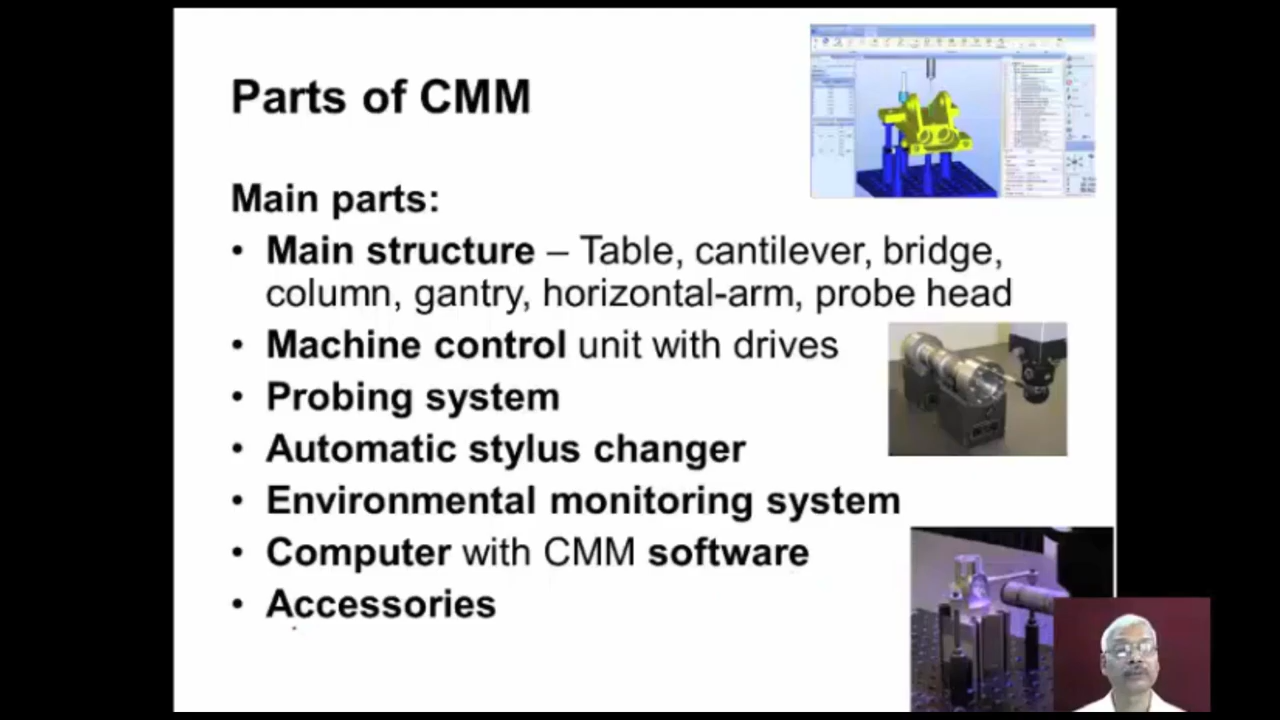 Parts of CMM
Main parts:
• Main structure – Table, cantilever, bridge,
column, gantry, horizontal-arm, probe head
• Machine control unit with drives
• Probing system
• Automatic stylus changer
• Environmental monitoring system
• Computer with CMM software
• Accessories